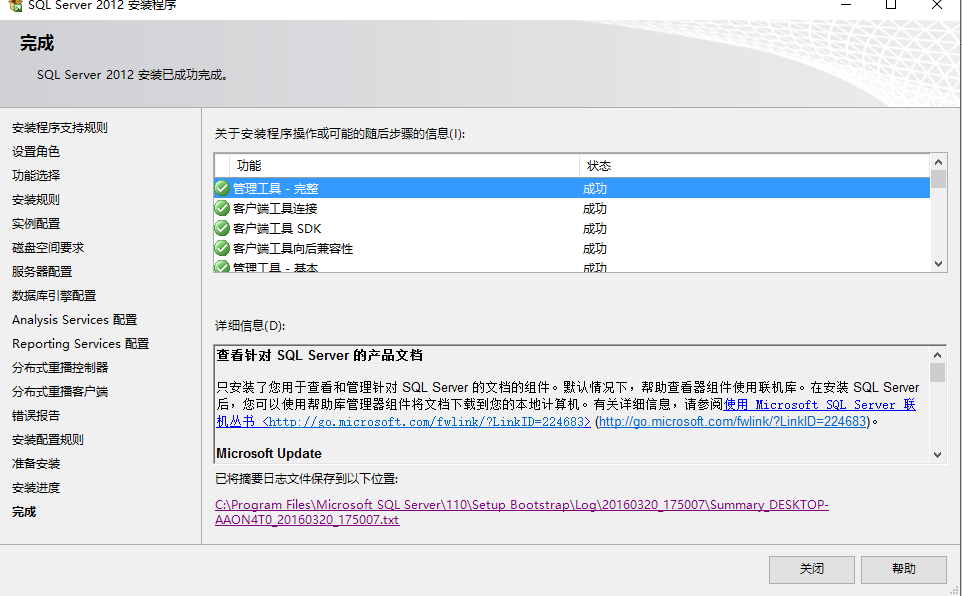 SQL Server 2012 安装程序
完成
SQL Server 2012 安装已成功完成。
安装程序支持规则
设置角色
功能选择
安装规则
实例配置
磁盘空间要求
服务器配置
数据库引擎配置
Analysis Services 配置
Reporting Services 配置
分布式重播控制器
分布式重播客户端
错误报告
安装配置规则
准备安装
安装进度
完成
关于安装程序操作或可能的随后步骤的信息(I):
功能 状态
管理工具 - 完整 成功
客户端工具连接 成功
客户端工具 SDK 成功
客户端工具向后兼容性 成功
管理工具 - 基本 成功
详细信息(D):
查看针对 SQL Server 的产品文档
只安装了您用于查看和管理针对 SQL Server 的文档的组件。默认情况下，帮助查看器组件使用联机库。在安装 SQL Server
后，您可以使用帮助库管理器组件将文档下载到您的本地计算机。有关详细信息，请参阅使用 Microsoft SQL Server 联
机丛书 <http://go.microsoft.com/fwlink/?LinkID=224683> (http://go.microsoft.com/fwlink/?LinkID=224683)。
Microsoft Update
已将摘要日志文件保存到以下位置:
C:\Program Files\Microsoft SQL Server\110\Setup Bootstrap\Log\20160320_175007\Summary_DESKTOP-
AAON4T0_20160320_175007.txt
关闭
帮助